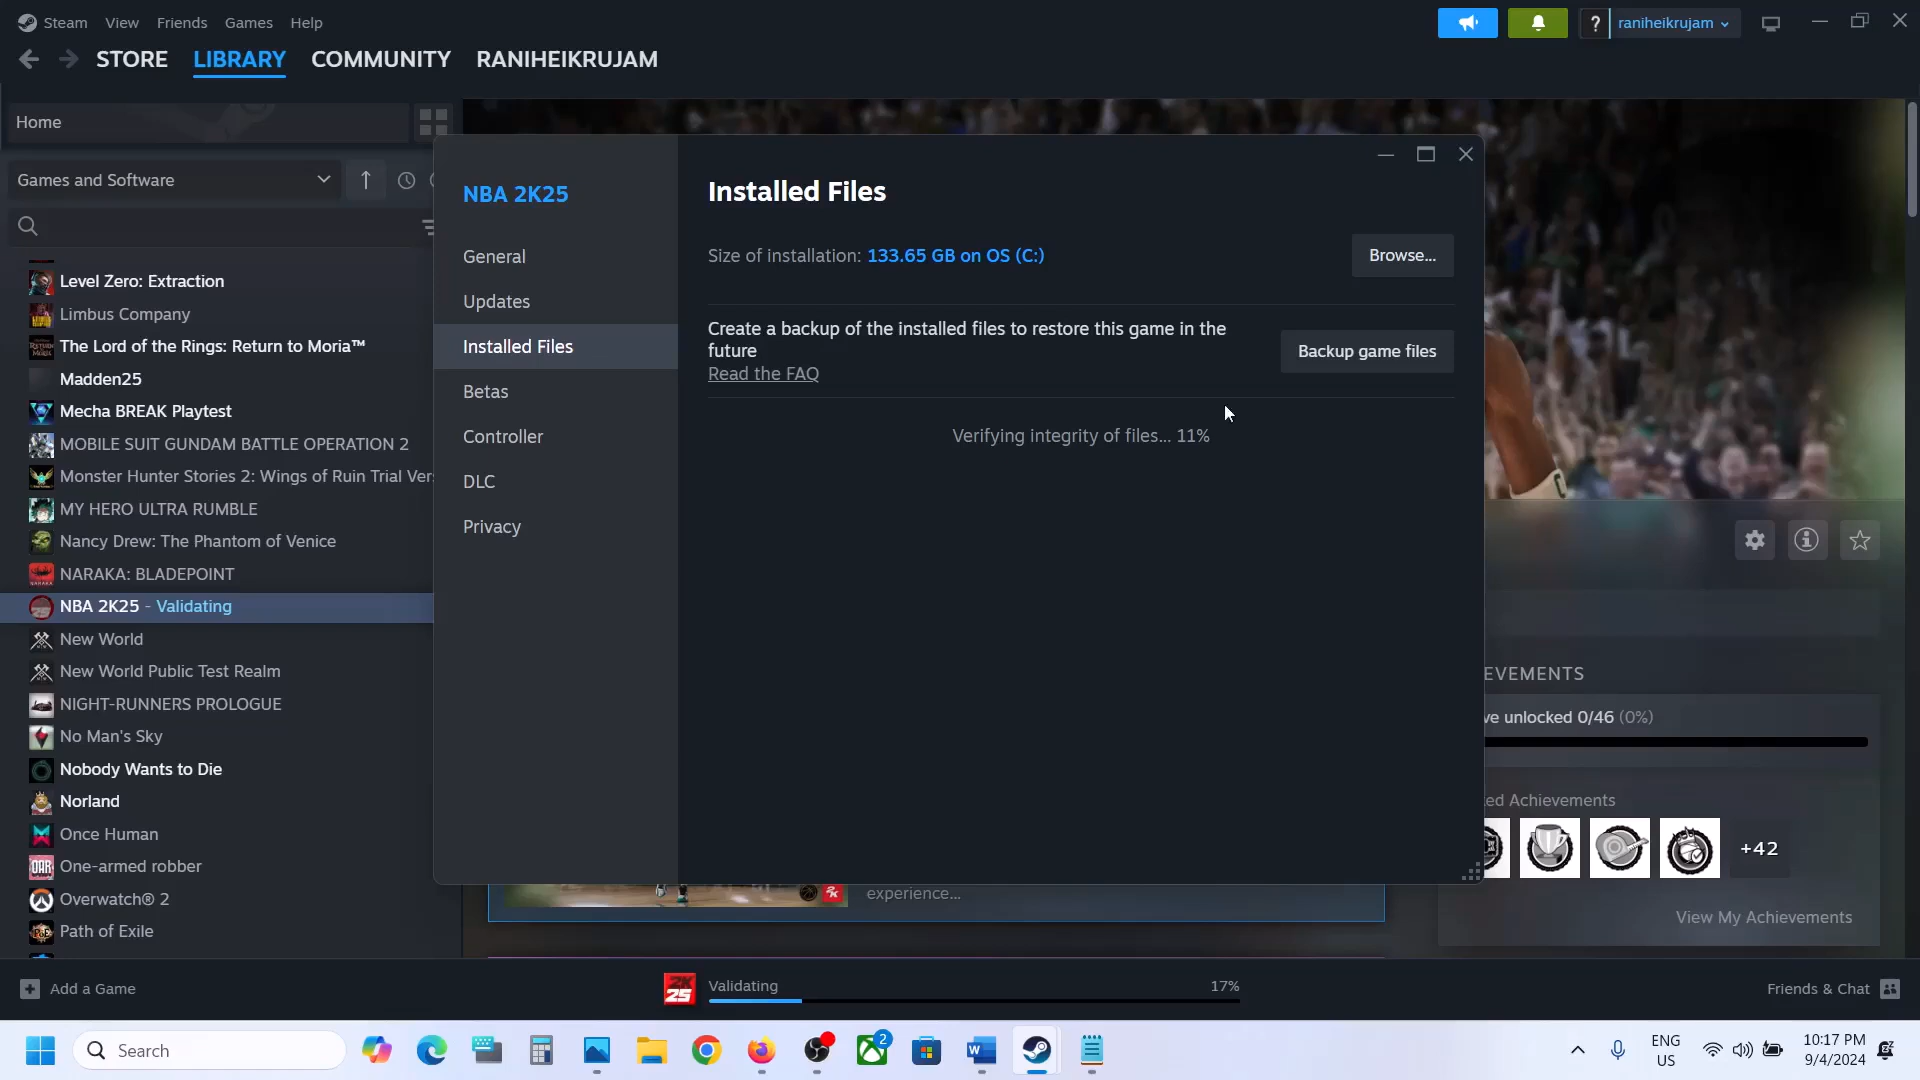 Steam View Friends Games Help
? raniheikrujam
STORE LIBRARY COMMUNITY RANIHEIKRUJAM
Home
Games and Software
Level Zero: Extraction
Limbus Company
The Lord of the Rings: Return to Moria™
Madden25
Mecha BREAK Playtest
MOBILE SUIT GUNDAM BATTLE OPERATION 2
Monster Hunter Stories 2: Wings of Ruin Trial Ver
MY HERO ULTRA RUMBLE
Nancy Drew: The Phantom of Venice
NARAKA: BLADEPOINT
NBA 2K25 - Validating
New World
New World Public Test Realm
NIGHT-RUNNERS PROLOGUE
No Man's Sky
Nobody Wants to Die
Norland
Once Human
One-armed robber
Overwatch® 2
Path of Exile
NBA 2K25
General
Updates
Installed Files
Betas
Controller
DLC
Privacy
Installed Files
Size of installation: 133.65 GB on OS (C:)
Browse...
Create a backup of the installed files to restore this game in the
future
Read the FAQ
Backup game files
Verifying integrity of files... 11%
EVEMENTS
ve unlocked 0/46 (0%)
ed Achievements
+42
View My Achievements
experience...
Add a Game
Validating 17%
Friends & Chat
Search
2
ENG
US
10:17 PM
9/4/2024